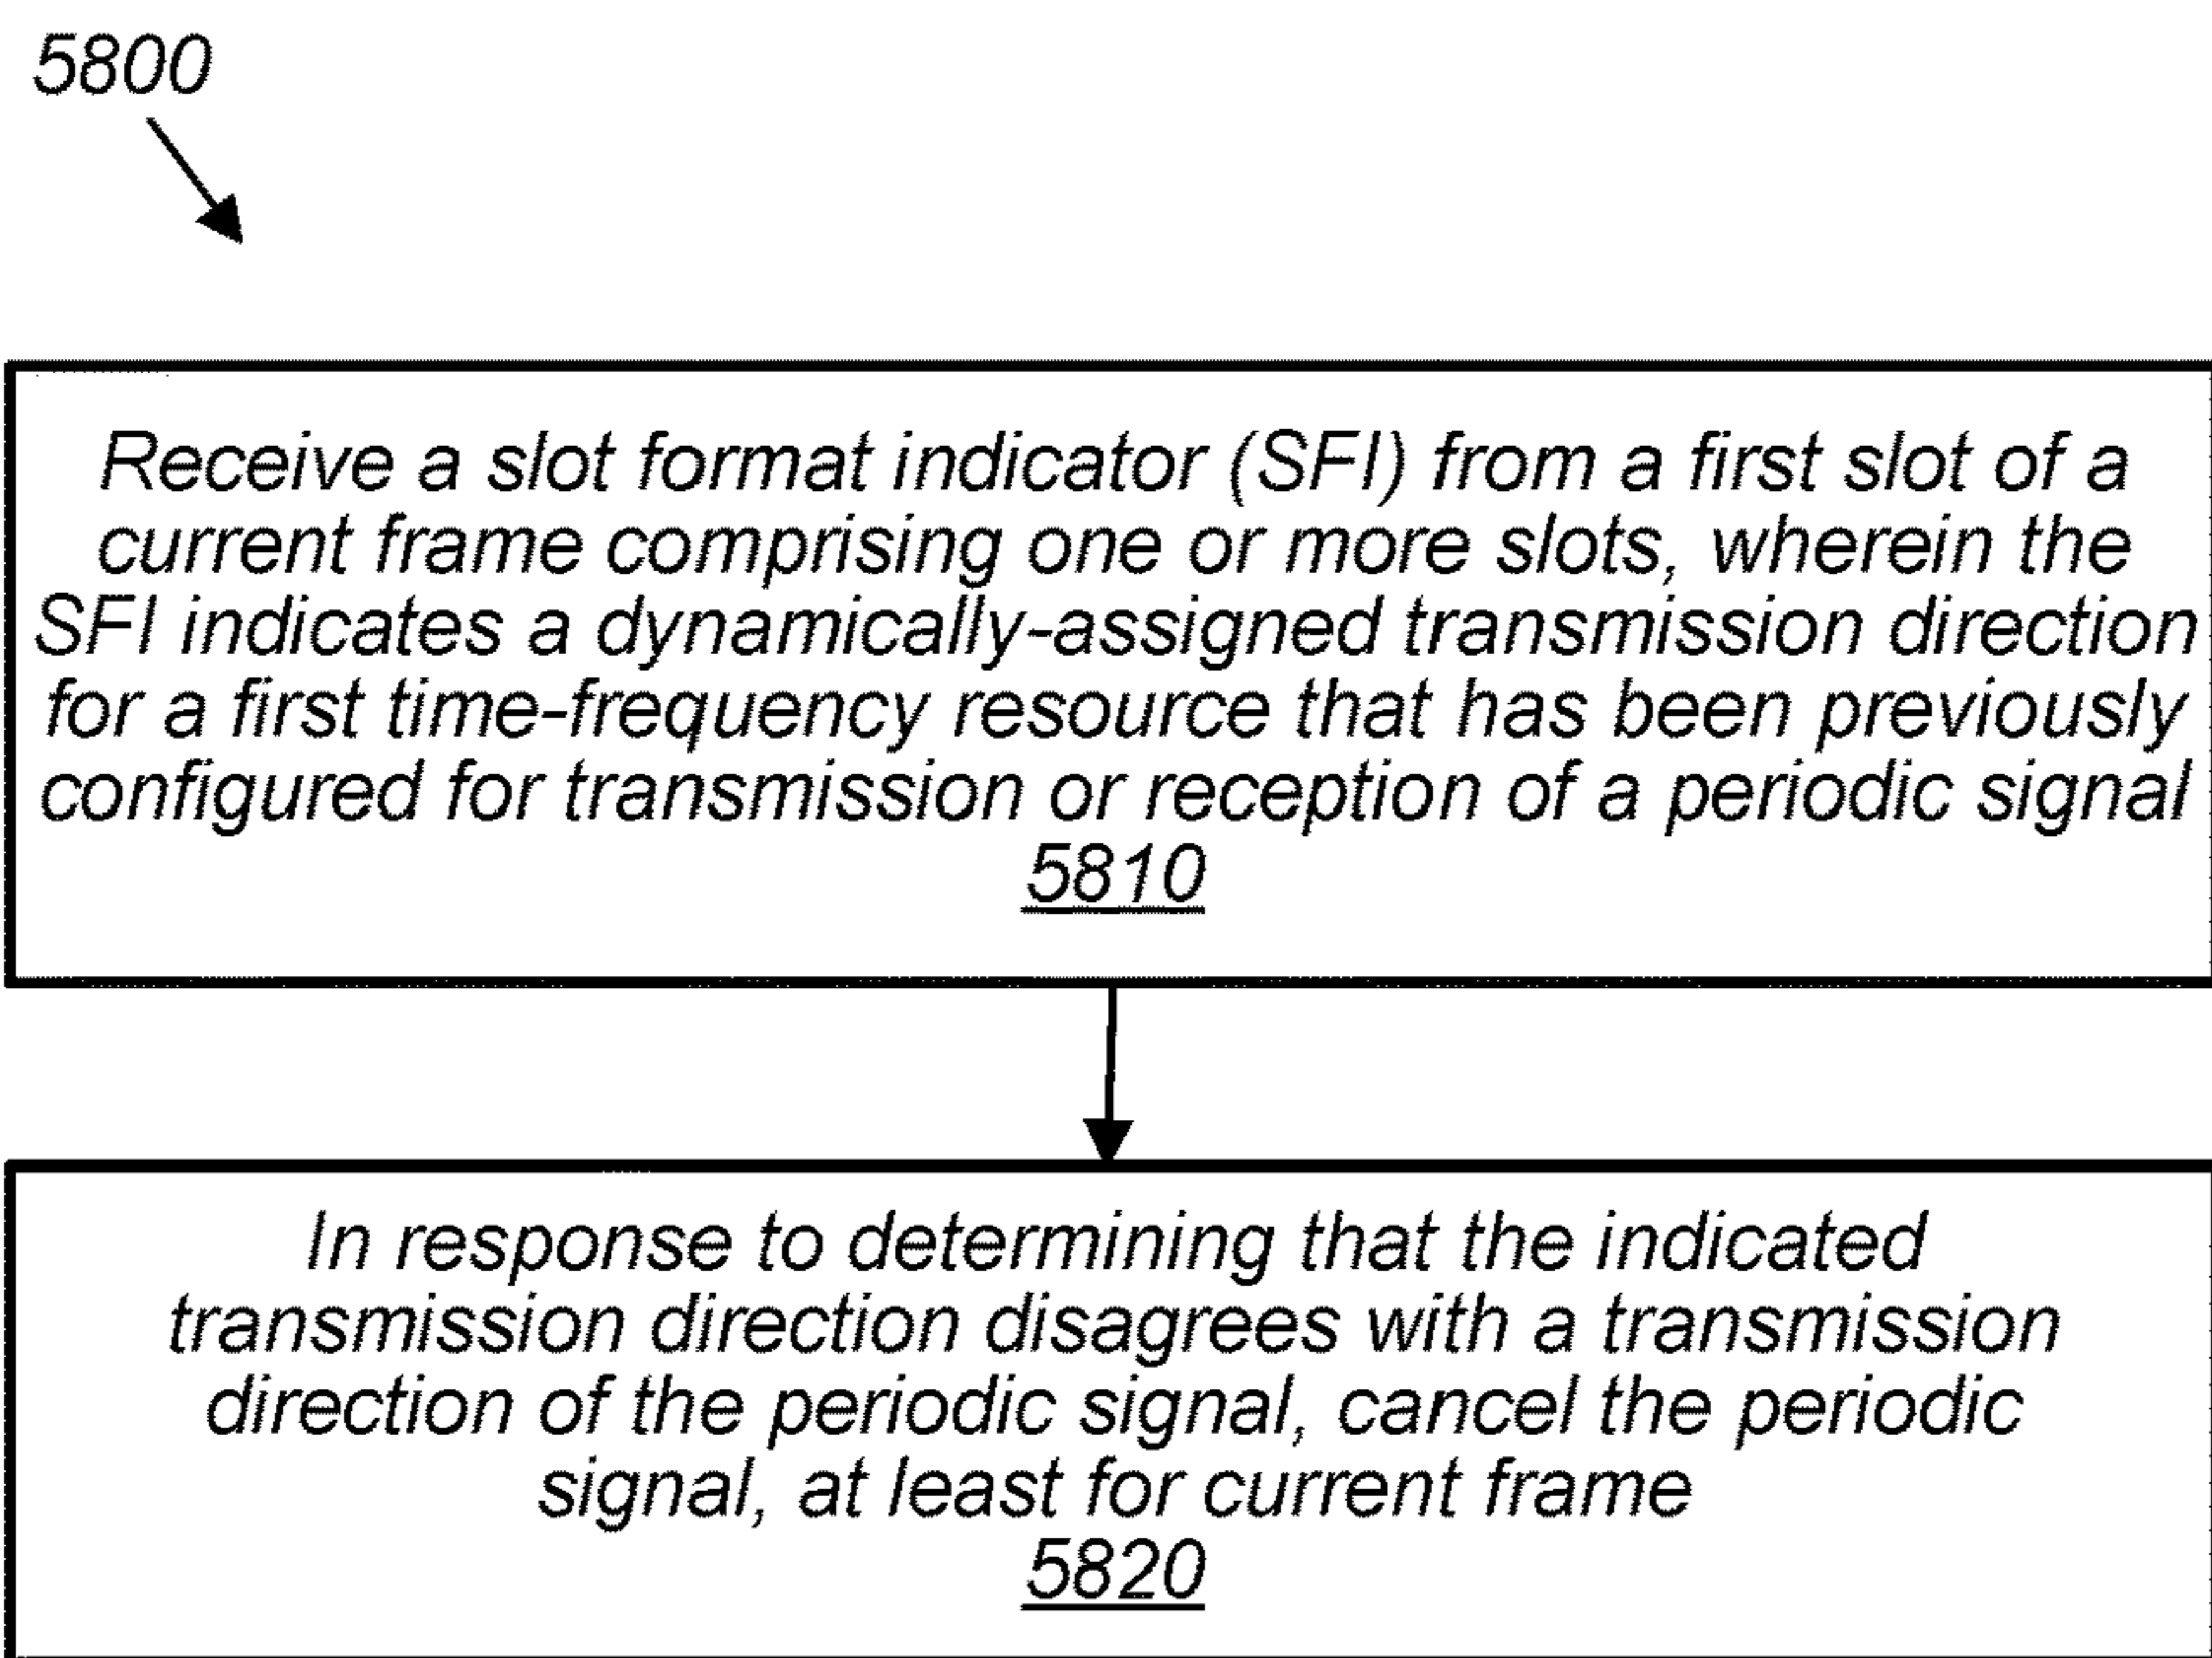 5800
Receive a slot format indicator (SFI) from a first slot of a
current frame comprising one or more slots, wherein the
SFI indicates a dynamically-assigned transmission direction
for a first time-frequency resource that has been previously
configured for transmission or reception of a periodic signal
5810
In response to determining that the indicated
transmission direction disagrees with a transmission
direction of the periodic signal, cancel the periodic
signal, at least for current frame
5820